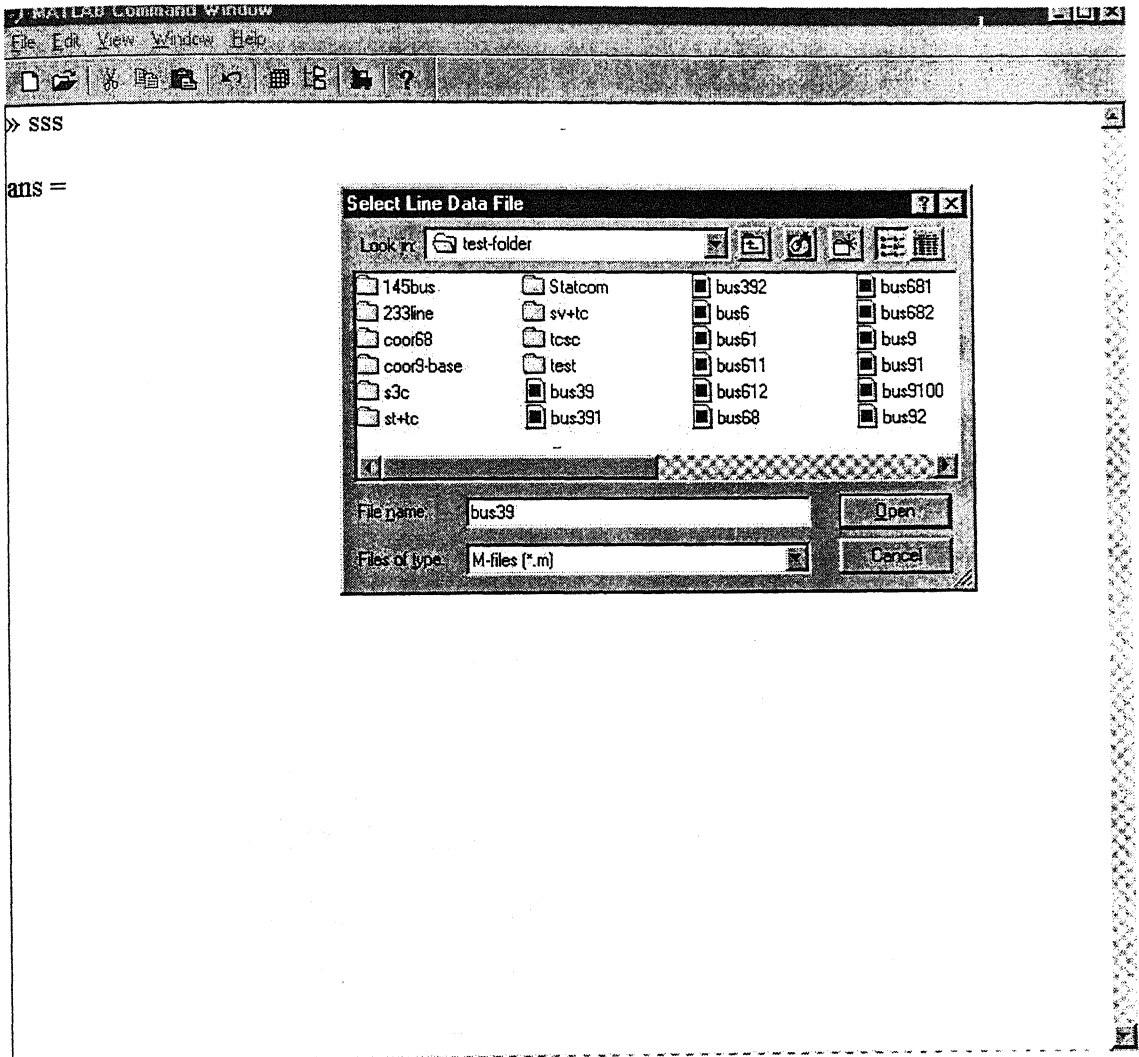 MATLAB Command Window
File Edit View Window Help
?
» sss
ans =
Select Line Data File
Look in: test-folder
145bus Statcom bus392 bus681
233line sv+tc bus6 bus682
coor68 tcsc bus61 bus9
coor9-base test bus611 bus91
s3c bus39 bus612 bus9100
st+tc bus391 bus68 bus92
File name: bus39 Open
Files of type: M-files (*.m) Cancel